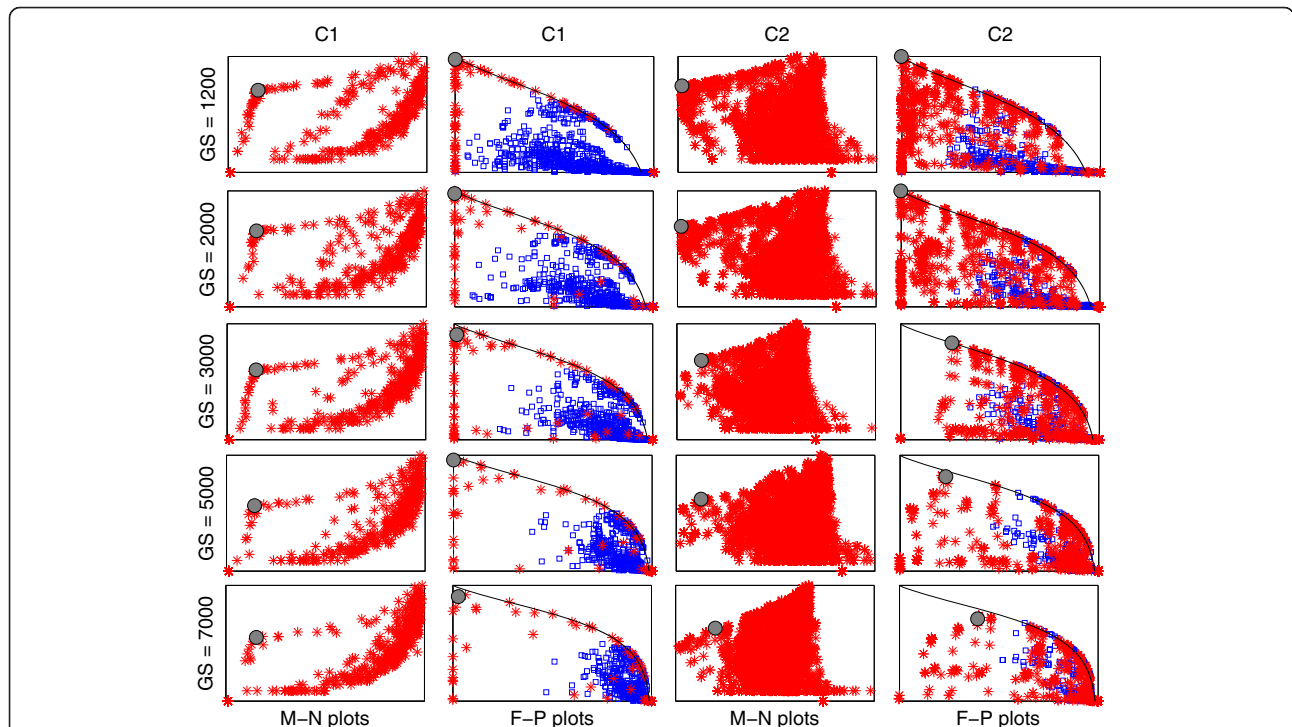 C1 C1 C2 C2
GS = 1200
GS = 2000
GS = 3000
GS = 5000
GS = 7000
M–N plots F–P plots M–N plots F–P plots